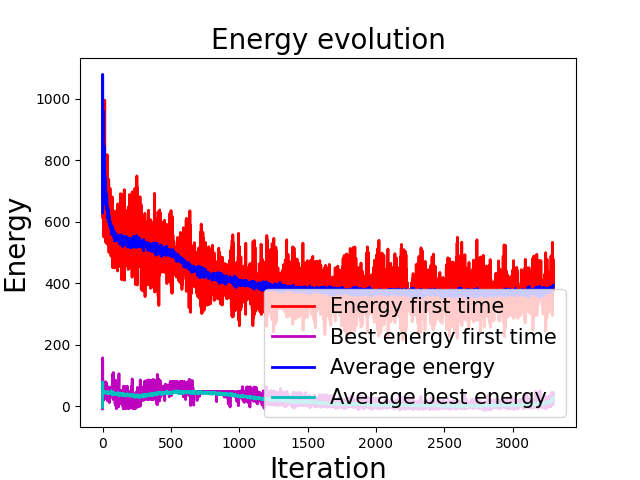 Energy evolution
Energy
1000
800
600
400
200
0
0 500 1000 1500 2000 2500 3000
Iteration
Energy first time
Best energy first time
Average energy
Average best energy